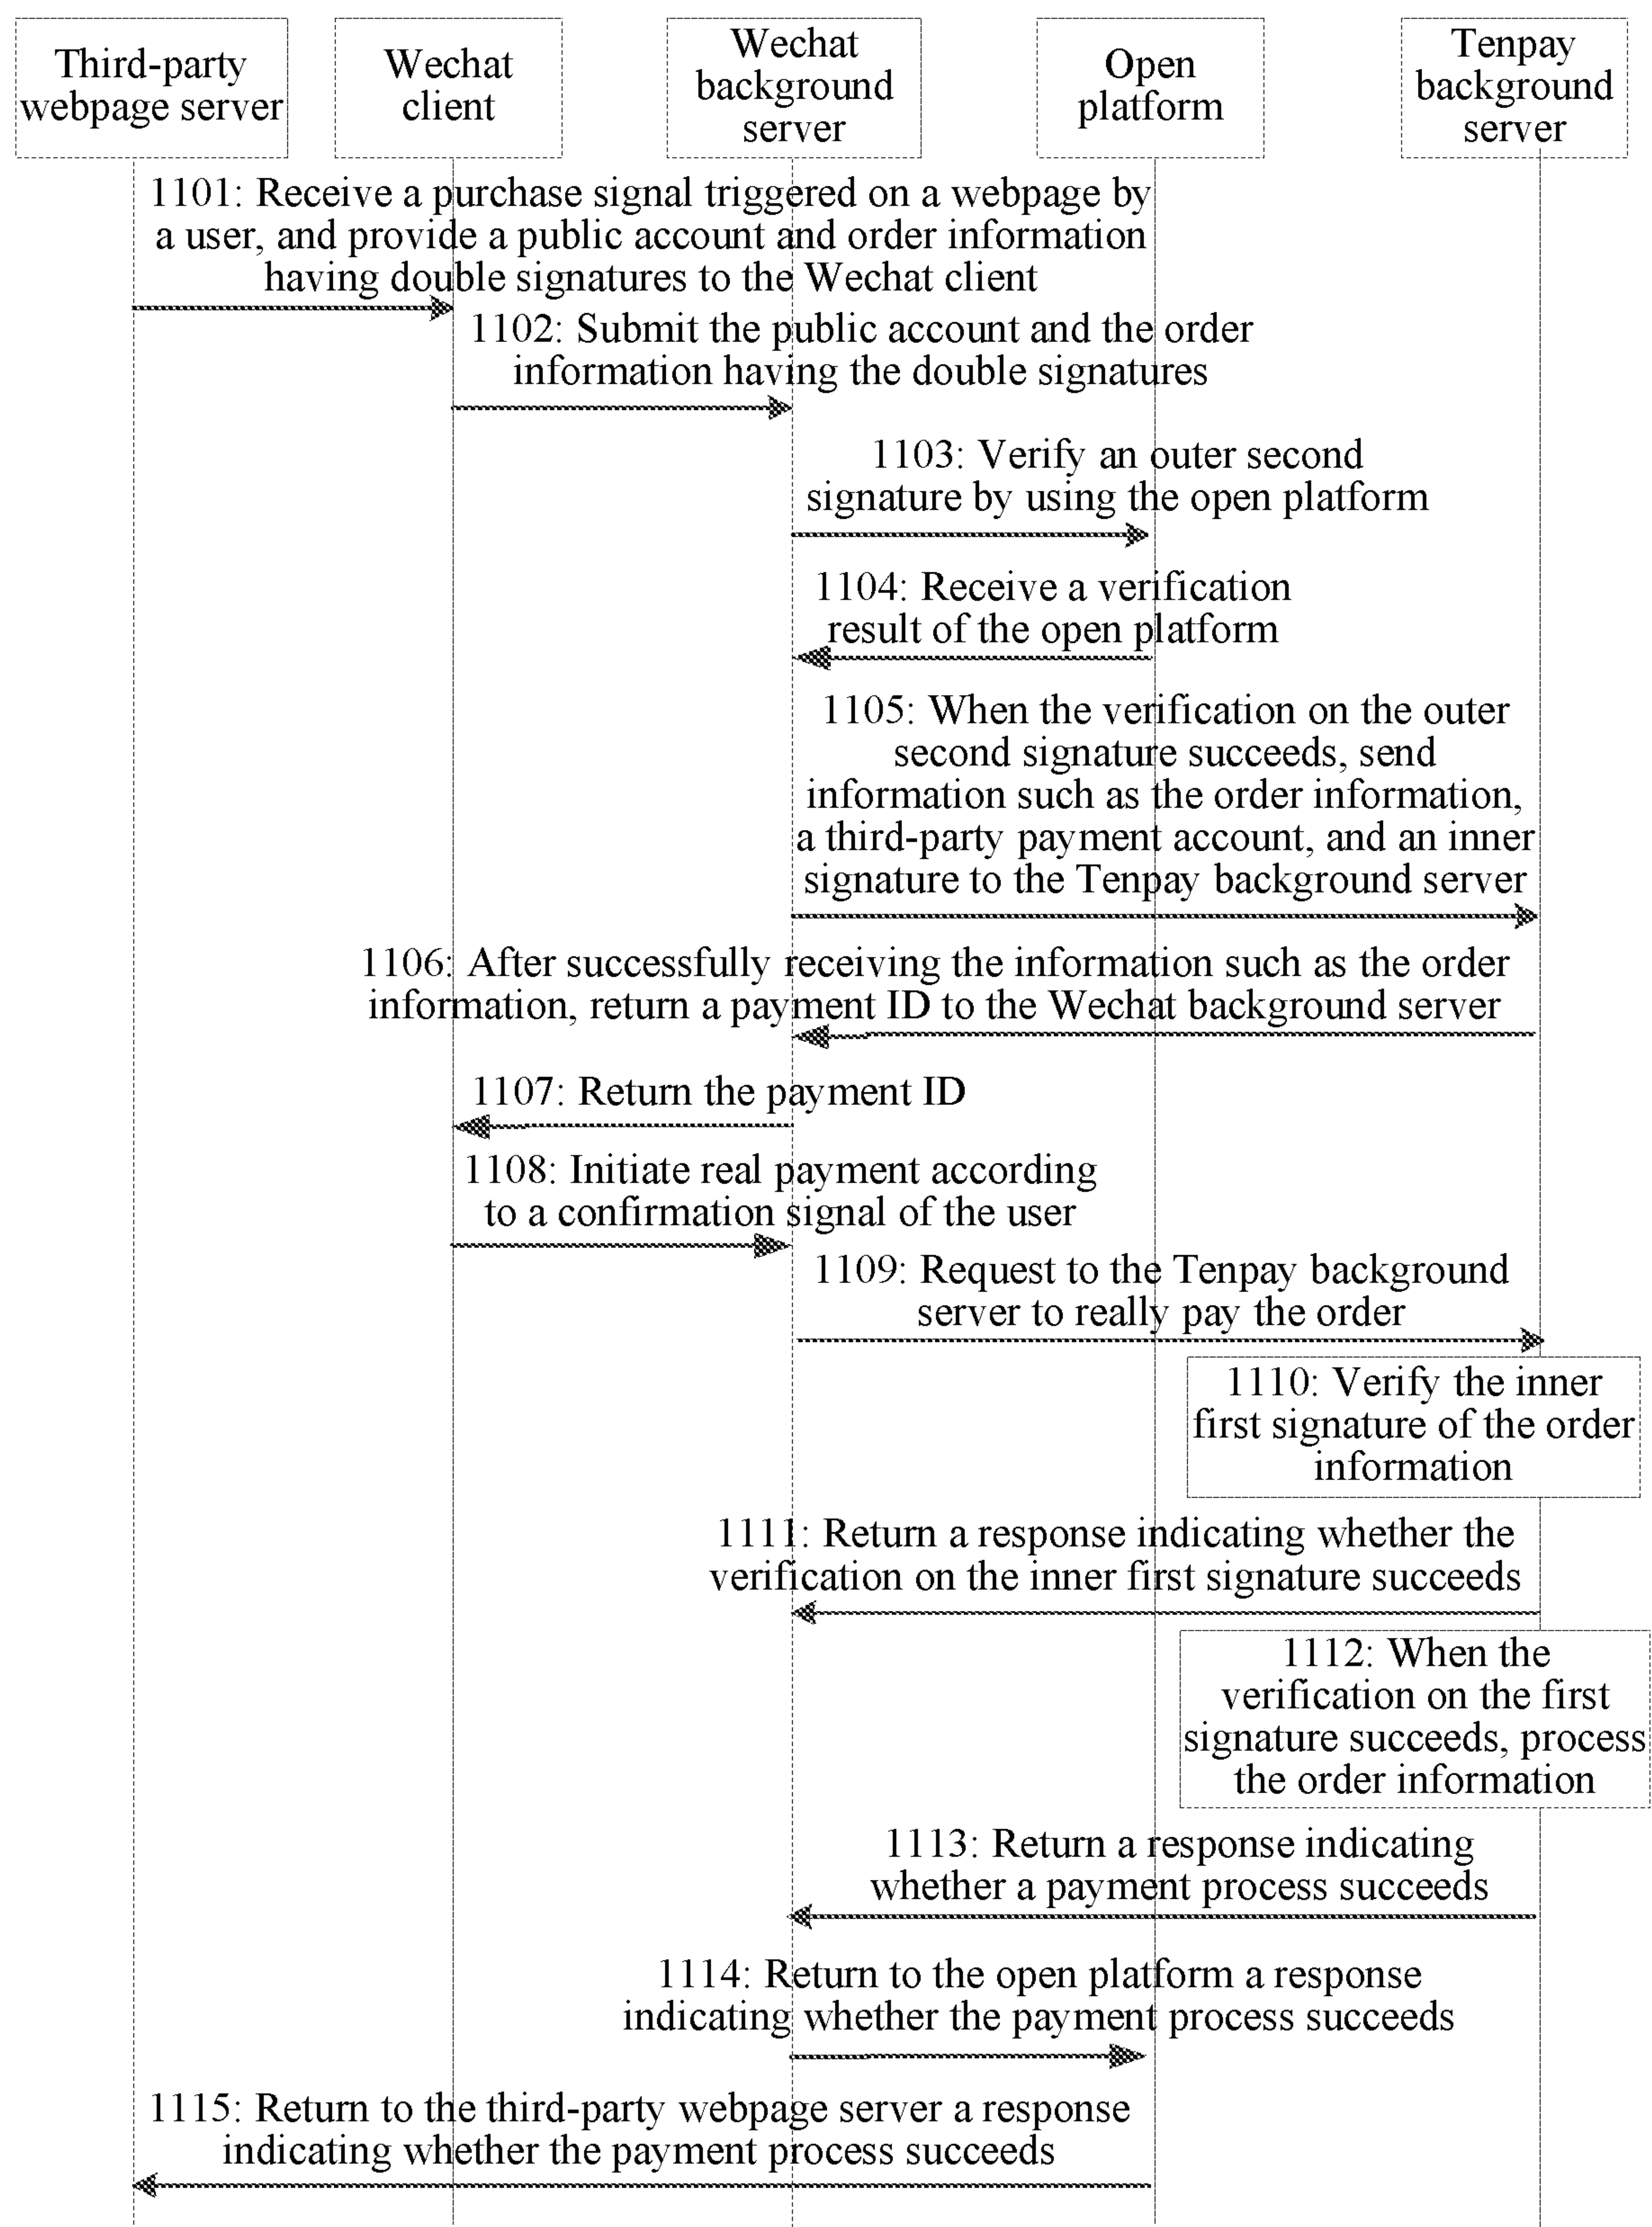 Third-party
webpage server
Wechat
client
Wechat
background
server
Open
platform
Tenpay
background
server
1101: Receive a purchase signal triggered on a webpage by
a user, and provide a public account and order information
having double signatures to the Wechat client
1102: Submit the public account and the order
information having the double signatures
1103: Verify an outer second
signature by using the open platform
1104: Receive a verification
result of the open platform
1105: When the verification on the outer
second signature succeeds, send
information such as the order information,
a third-party payment account, and an inner
signature to the Tenpay background server
1106: After successfully receiving the information such as the order
information, return a payment ID to the Wechat background server
1107: Return the payment ID
1108: Initiate real payment according
to a confirmation signal of the user
1109: Request to the Tenpay background
server to really pay the order
1110: Verify the inner
first signature of the order
information
1111: Return a response indicating whether the
verification on the inner first signature succeeds
1112: When the
verification on the first
signature succeeds, process
the order information
1113: Return a response indicating
whether a payment process succeeds
1114: Return to the open platform a response
indicating whether the payment process succeeds
1115: Return to the third-party webpage server a response
indicating whether the payment process succeeds